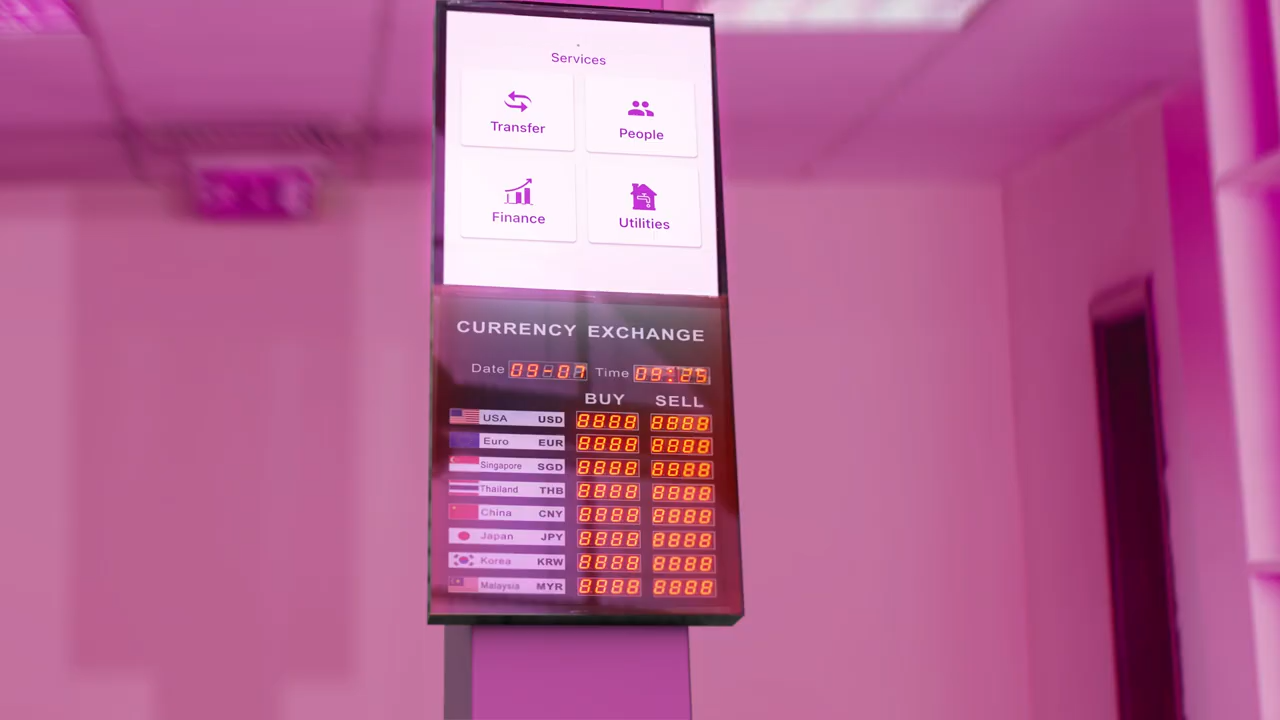 Services
Transfer
People
Finance
Utilities
CURRENCY EXCHANGE
Date 09-07 Time 09:25
BUY SELL
USA USD 8888 8888
Euro EUR 8888 8888
Singapore SGD 8888 8888
Thailand THB 8888 8888
China CNY 8888 8888
Japan JPY 8888 8888
Korea KRW 8888 8888
Malaysia MYR 8888 8888